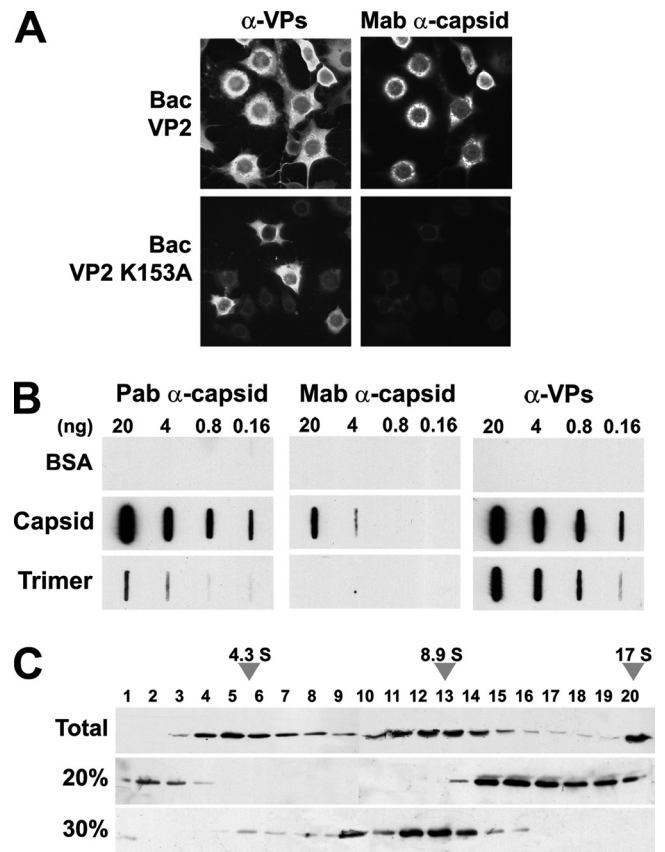 A
α-VPs Mab α-capsid
Bac
VP2
Bac
VP2 K153A
B
Pab α-capsid Mab α-capsid α-VPs
(ng) 20 4 0.8 0.16 20 4 0.8 0.16 20 4 0.8 0.16
BSA
Capsid
Trimer
C
4.3 S 8.9 S 17 S
1 2 3 4 5 6 7 8 9 10 11 12 13 14 15 16 17 18 19 20
Total
20%
30%